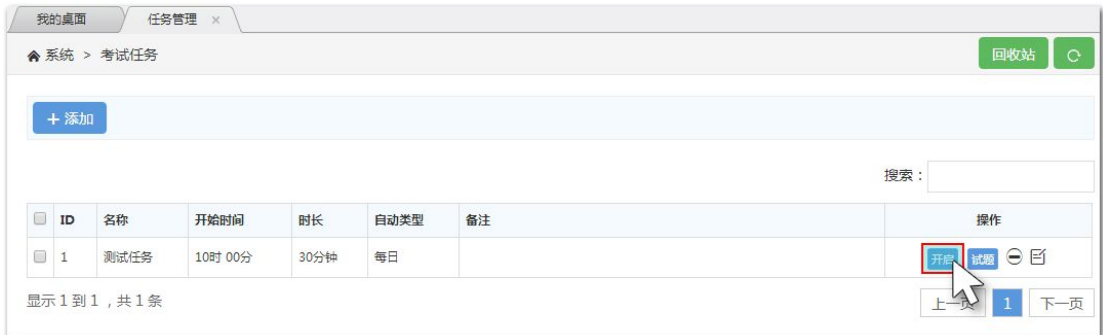 我的桌面 任务管理 ×
系统 > 考试任务 回收站
+ 添加
搜索：
ID 名称 开始时间 时长 自动类型 备注 操作
1 测试任务 10时 00分 30分钟 每日 开启 试题
显示 1 到 1 ，共 1 条 上一页 1 下一页